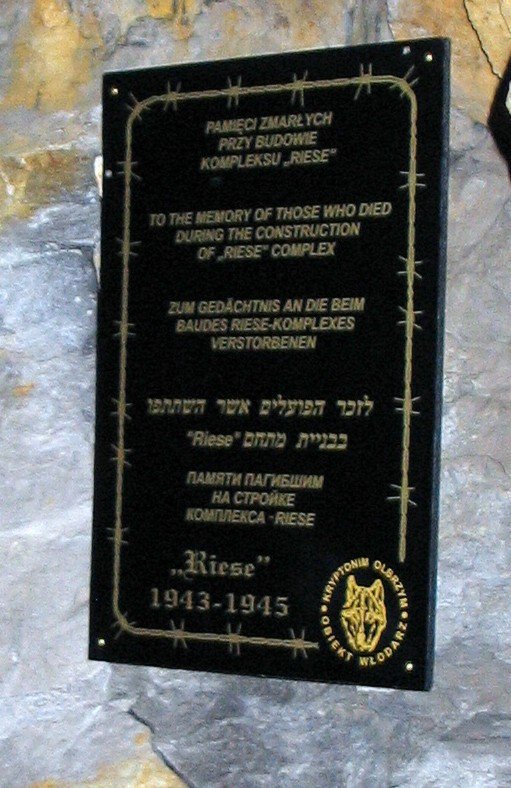 PAMIĘCI ZMARŁYCH
PRZY BUDOWIE
KOMPLEKSU „RIESE"
TO THE MEMORY OF THOSE WHO DIED
DURING THE CONSTRUCTION
OF „RIESE" COMPLEX
ZUM GEDÄCHTNIS AN DIE BEIM
BAUDES RIESE-KOMPLEXES
VERSTORBENEN
לזכר הפועלים אשר השתתפו
בבניית מתחם "Riese"
ПАМЯТИ ПАГИБШИМ
НА СТРОЙКЕ
КОМПЛЕКСА -RIESE
„Riese"
1943-1945
KRYPTONIM OLBRZYM
OBIEKT WŁODARZ